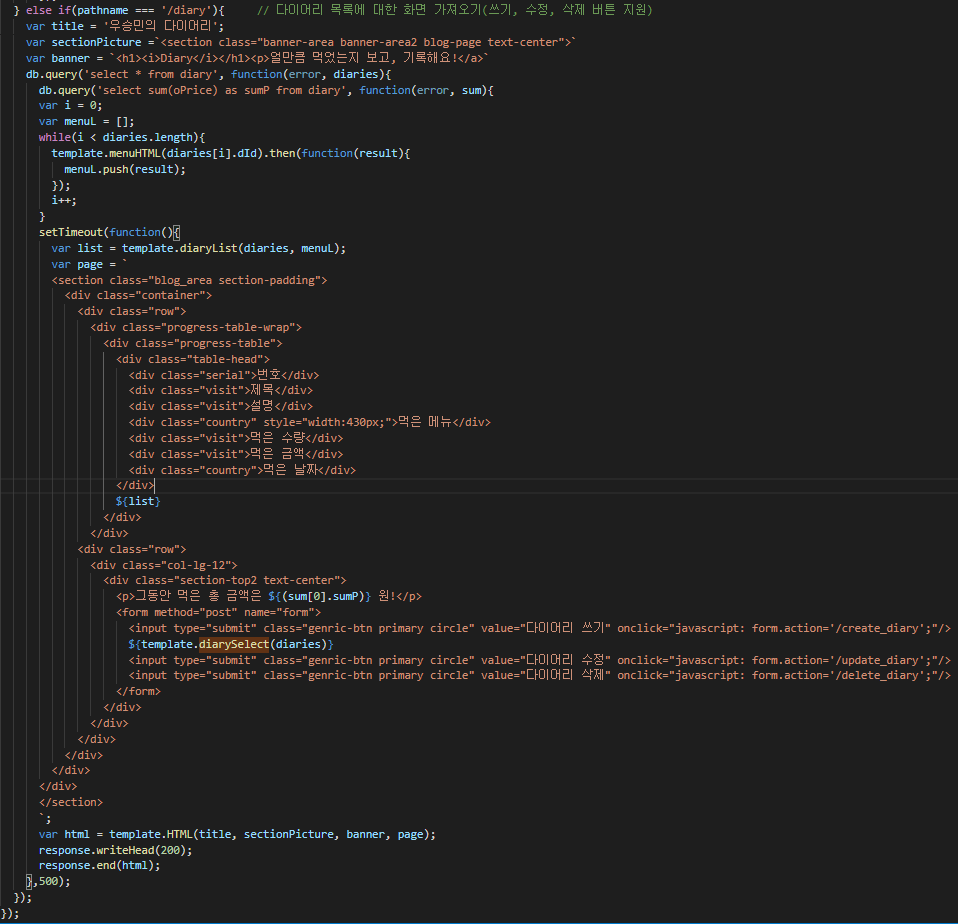 } else if(pathname === '/diary'){     // 다이어리 목록에 대한 화면 가져오기(쓰기, 수정, 삭제 버튼 지원)
  var title = '우승민의 다이어리';
  var sectionPicture =`<section class="banner-area banner-area2 blog-page text-center">`
  var banner = `<h1><i>Diary</i></h1><p>얼만큼 먹었는지 보고, 기록해요!</a>`
  db.query('select * from diary', function(error, diaries){
    db.query('select sum(oPrice) as sumP from diary', function(error, sum){
    var i = 0;
    var menuL = [];
    while(i < diaries.length){
      template.menuHTML(diaries[i].dId).then(function(result){
        menuL.push(result);
      });
      i++;
    }
    setTimeout(function(){
      var list = template.diaryList(diaries, menuL);
      var page = `
      <section class="blog_area section-padding">
        <div class="container">
          <div class="row">
            <div class="progress-table-wrap">
              <div class="progress-table">
                <div class="table-head">
                  <div class="serial">번호</div>
                  <div class="visit">제목</div>
                  <div class="visit">설명</div>
                  <div class="country" style="width:430px;">먹은 메뉴</div>
                  <div class="visit">먹은 수량</div>
                  <div class="visit">먹은 금액</div>
                  <div class="country">먹은 날짜</div>
                </div>
                ${list}
              </div>
            </div>
          <div class="row">
            <div class="col-lg-12">
              <div class="section-top2 text-center">
                <p>그동안 먹은 총 금액은 ${(sum[0].sumP)} 원!</p>
                <form method="post" name="form">
                  <input type="submit" class="genric-btn primary circle" value="다이어리 쓰기" onclick="javascript: form.action='/create_diary';"/>
                  ${template.diarySelect(diaries)}
                  <input type="submit" class="genric-btn primary circle" value="다이어리 수정" onclick="javascript: form.action='/update_diary';"/>
                  <input type="submit" class="genric-btn primary circle" value="다이어리 삭제" onclick="javascript: form.action='/delete_diary';"/>
                </form>
              </div>
            </div>
          </div>
        </div>
      </div>
    </div>
    </section>
    `;
    var html = template.HTML(title, sectionPicture, banner, page);
    response.writeHead(200);
    response.end(html);
  },500);
  });
});